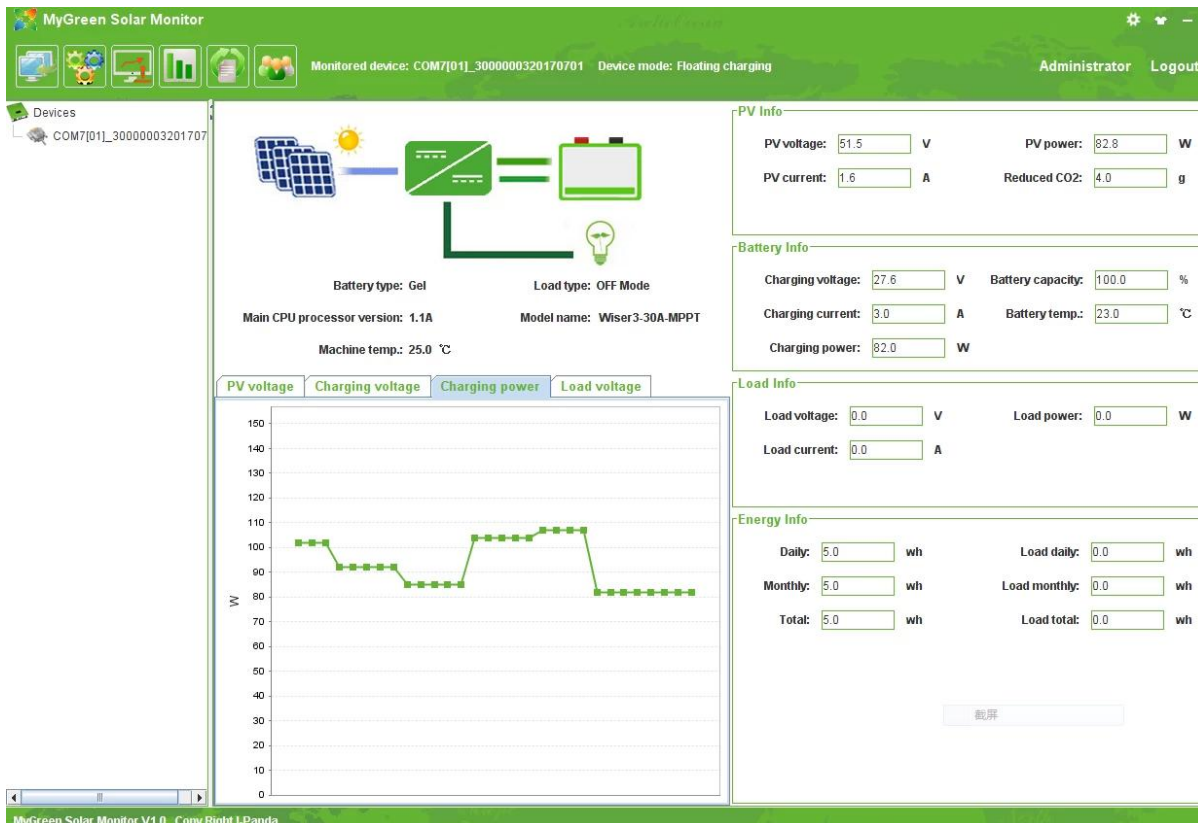 MyGreen Solar Monitor
Monitored device: COM7[01]_3000000320170701 Device mode: Floating charging
Administrator Logout
Devices
COM7[01]_30000003201707
Battery type: Gel Load type: OFF Mode
Main CPU processor version: 1.1A Model name: Wiser3-30A-MPPT
Machine temp.: 25.0 ℃
PV voltage Charging voltage Charging power Load voltage
150
140
130
120
110
100
90
80
70
60
50
40
30
20
10
0
W
PV Info
PV voltage: 51.5 V PV power: 82.8 W
PV current: 1.6 A Reduced CO2: 4.0 g
Battery Info
Charging voltage: 27.6 V Battery capacity: 100.0 %
Charging current: 3.0 A Battery temp.: 23.0 ℃
Charging power: 82.0 W
Load Info
Load voltage: 0.0 V Load power: 0.0 W
Load current: 0.0 A
Energy Info
Daily: 5.0 wh Load daily: 0.0 wh
Monthly: 5.0 wh Load monthly: 0.0 wh
Total: 5.0 wh Load total: 0.0 wh
截屏
MyGreen Solar Monitor V1.0 Copy Right I-Panda